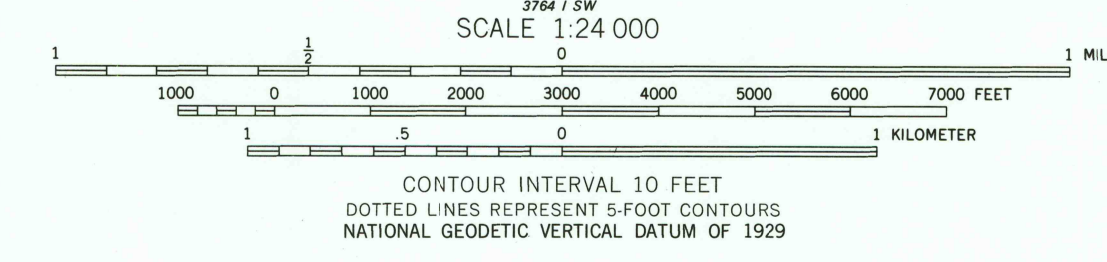 3764 I SW
SCALE 1:24 000
1 1/2 0 1 MIL
1000 0 1000 2000 3000 4000 5000 6000 7000 FEET
1 .5 0 1 KILOMETER
CONTOUR INTERVAL 10 FEET
DOTTED LINES REPRESENT 5-FOOT CONTOURS
NATIONAL GEODETIC VERTICAL DATUM OF 1929